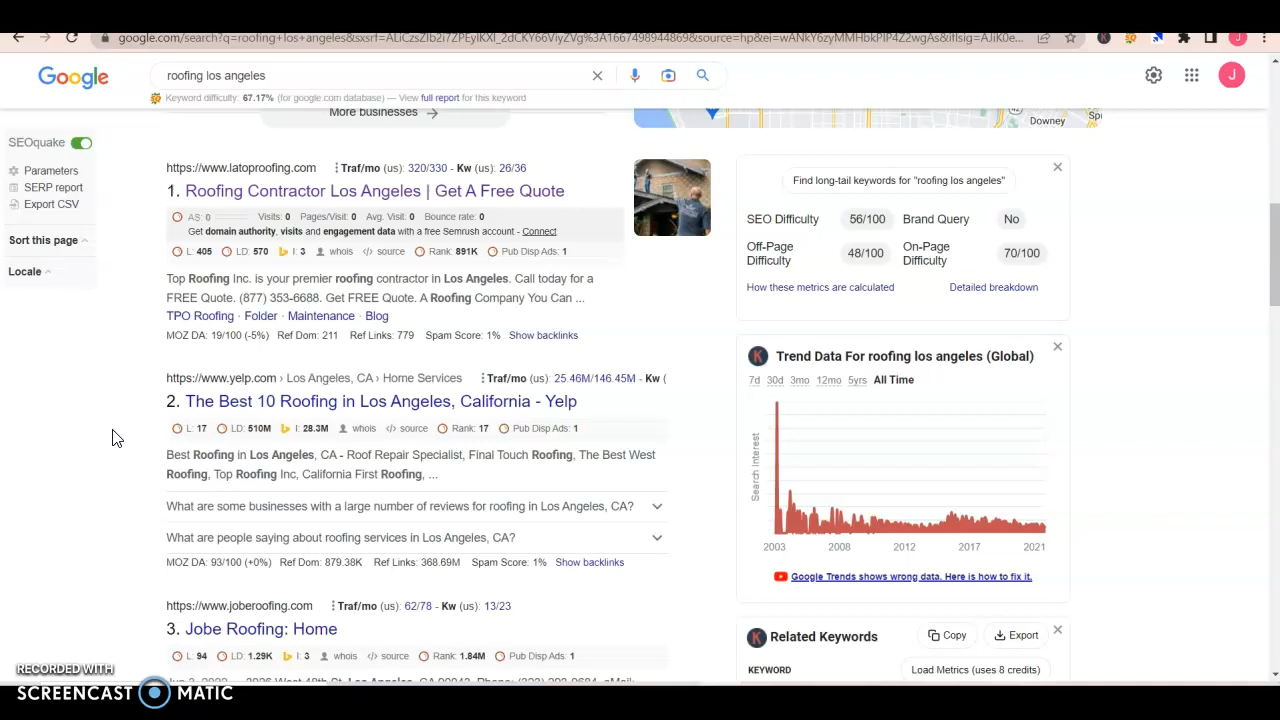 google.com/search?q=roofing+los+angeles&sxsrf=
Google
roofing los angeles
J
Keyword difficulty: 67.17% (for google.com database) — View full report for this keyword
More businesses →
Downey
SEOquake
Parameters
SERP report
Export CSV
Sort this page
Locale
https://www.latoproofing.com Traf/mo (us): 320/330 - Kw (us): 26/36
1. Roofing Contractor Los Angeles | Get A Free Quote
AS: 0 Visits: 0 Pages/Visit: 0 Avg. Visit: 0 Bounce rate: 0
Get domain authority, visits and engagement data with a free Semrush account - Connect
L: 405 LD: 570 I: 3 whois </> source Rank: 891K Pub Disp Ads: 1
Top Roofing Inc. is your premier roofing contractor in Los Angeles. Call today for a
FREE Quote. (877) 353-6688. Get FREE Quote. A Roofing Company You Can ...
TPO Roofing · Folder · Maintenance · Blog
MOZ DA: 19/100 (-5%) Ref Dom: 211 Ref Links: 779 Spam Score: 1% Show backlinks
https://www.yelp.com › Los Angeles, CA › Home Services Traf/mo (us): 25.46M/146.45M - Kw (
2. The Best 10 Roofing in Los Angeles, California - Yelp
L: 17 LD: 510M I: 28.3M whois </> source Rank: 17 Pub Disp Ads: 1
Best Roofing in Los Angeles, CA - Roof Repair Specialist, Final Touch Roofing, The Best West
Roofing, Top Roofing Inc, California First Roofing, ...
What are some businesses with a large number of reviews for roofing in Los Angeles, CA?
What are people saying about roofing services in Los Angeles, CA?
MOZ DA: 93/100 (+0%) Ref Dom: 879.38K Ref Links: 368.69M Spam Score: 1% Show backlinks
https://www.joberoofing.com Traf/mo (us): 62/78 - Kw (us): 13/23
3. Jobe Roofing: Home
L: 94 LD: 1.29K I: 3 whois </> source Rank: 1.84M Pub Disp Ads: 1
Find long-tail keywords for "roofing los angeles"
SEO Difficulty 56/100 Brand Query No
Off-Page Difficulty 48/100 On-Page Difficulty 70/100
How these metrics are calculated Detailed breakdown
K Trend Data For roofing los angeles (Global)
7d 30d 3mo 12mo 5yrs All Time
Search Interest
2003 2008 2012 2017 2021
Google Trends shows wrong data. Here is how to fix it.
K Related Keywords Copy Export
KEYWORD Load Metrics (uses 8 credits)
RECORDED WITH
SCREENCAST MATIC